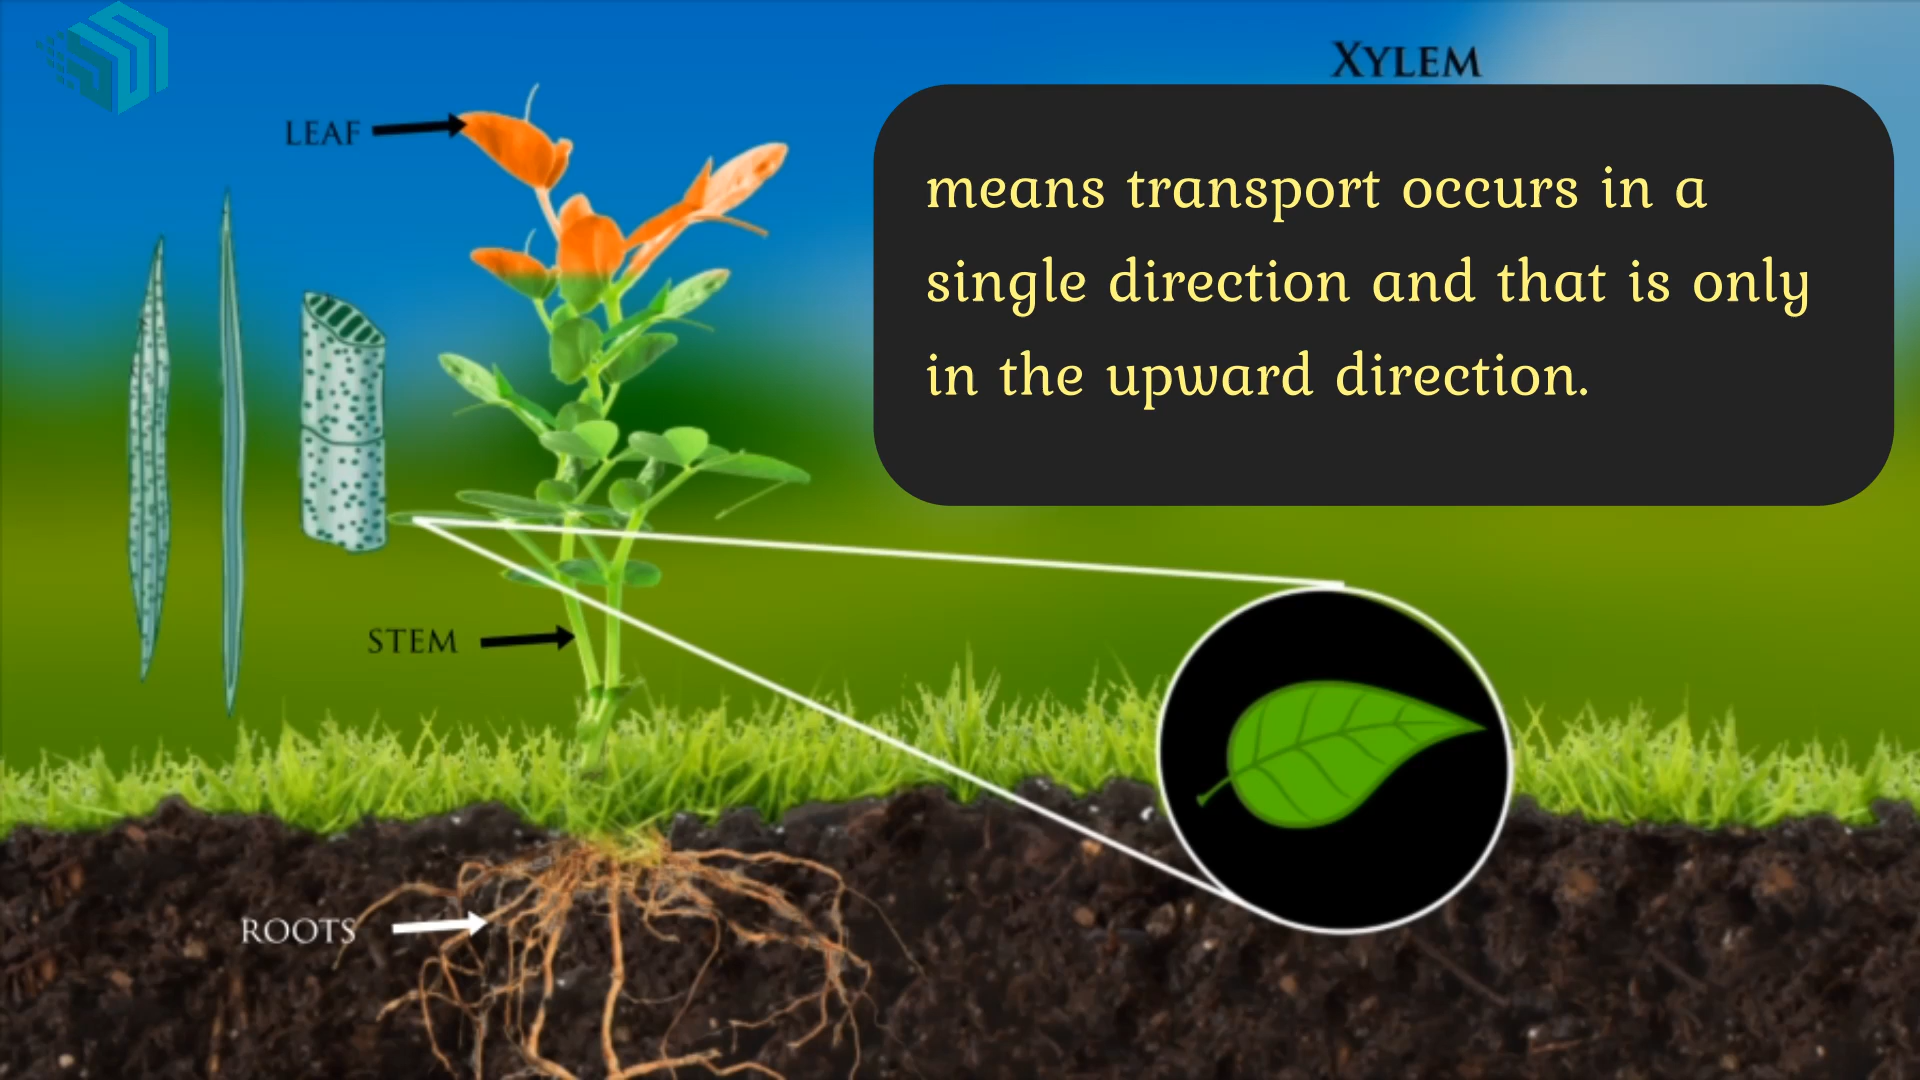 XYLEM
LEAF
means transport occurs in a
single direction and that is only
in the upward direction.
STEM
ROOTS